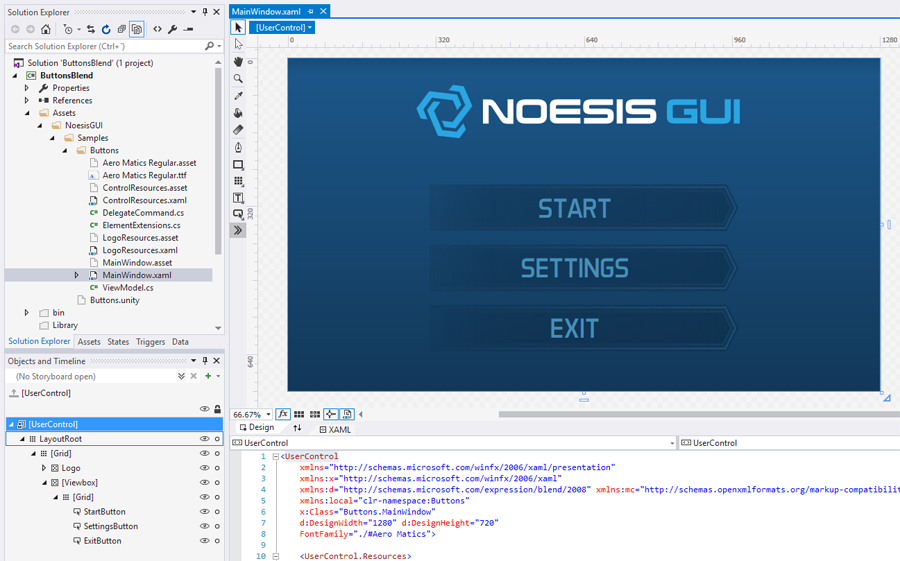 Solution Explorer
Search Solution Explorer (Ctrl+¨)
Solution 'ButtonsBlend' (1 project)
ButtonsBlend
Properties
References
Assets
NoesisGUI
Samples
Buttons
Aero Matics Regular.asset
Aero Matics Regular.ttf
ControlResources.asset
ControlResources.xaml
DelegateCommand.cs
ElementExtensions.cs
LogoResources.asset
LogoResources.xaml
MainWindow.asset
MainWindow.xaml
ViewModel.cs
Buttons.unity
bin
Library
Solution Explorer Assets States Triggers Data
Objects and Timeline
(No Storyboard open)
[UserControl]
[UserControl]
LayoutRoot
[Grid]
Logo
[Viewbox]
[Grid]
StartButton
SettingsButton
ExitButton
MainWindow.xaml
[UserControl]
0 320 640 960 1280
0
320
640
NOESIS GUI
START
SETTINGS
EXIT
66.67% fx
Design XAML
UserControl UserControl
1 <UserControl
2 xmlns="http://schemas.microsoft.com/winfx/2006/xaml/presentation"
3 xmlns:x="http://schemas.microsoft.com/winfx/2006/xaml"
4 xmlns:d="http://schemas.microsoft.com/expression/blend/2008" xmlns:mc="http://schemas.openxmlformats.org/markup-compatibili
5 xmlns:local="clr-namespace:Buttons"
6 x:Class="Buttons.MainWindow"
7 d:DesignWidth="1280" d:DesignHeight="720"
8 FontFamily="./#Aero Matics">
9
10 <UserControl.Resources>